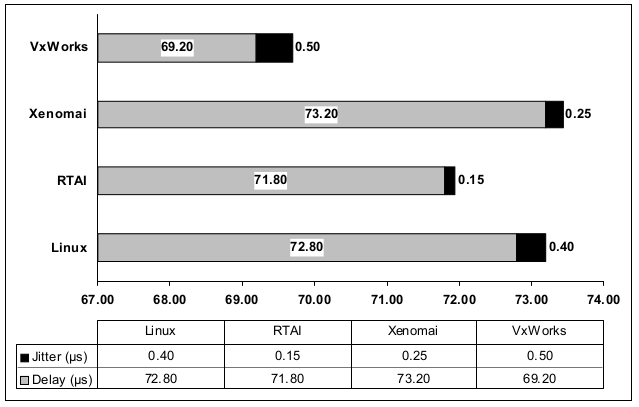 VxWorks 69.20 0.50
Xenomai 73.20 0.25
RTAI 71.80 0.15
Linux 72.80 0.40
67.00 68.00 69.00 70.00 71.00 72.00 73.00 74.00
Linux RTAI Xenomai VxWorks
Jitter (µs) 0.40 0.15 0.25 0.50
Delay (µs) 72.80 71.80 73.20 69.20